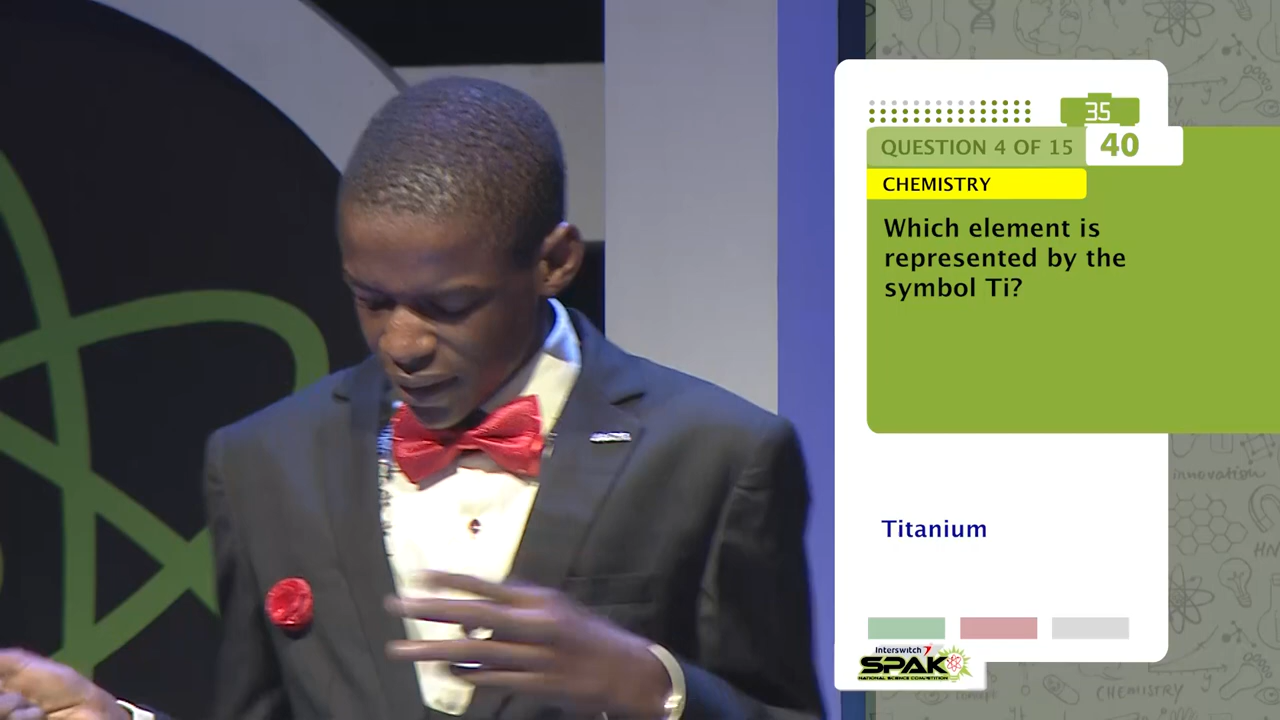 35
QUESTION 4 OF 15
40
CHEMISTRY
Which element is
represented by the
symbol Ti?
Titanium
Interswitch
SPAK
NATIONAL SCIENCE COMPETITION
innovation
HN
CHEMISTRY